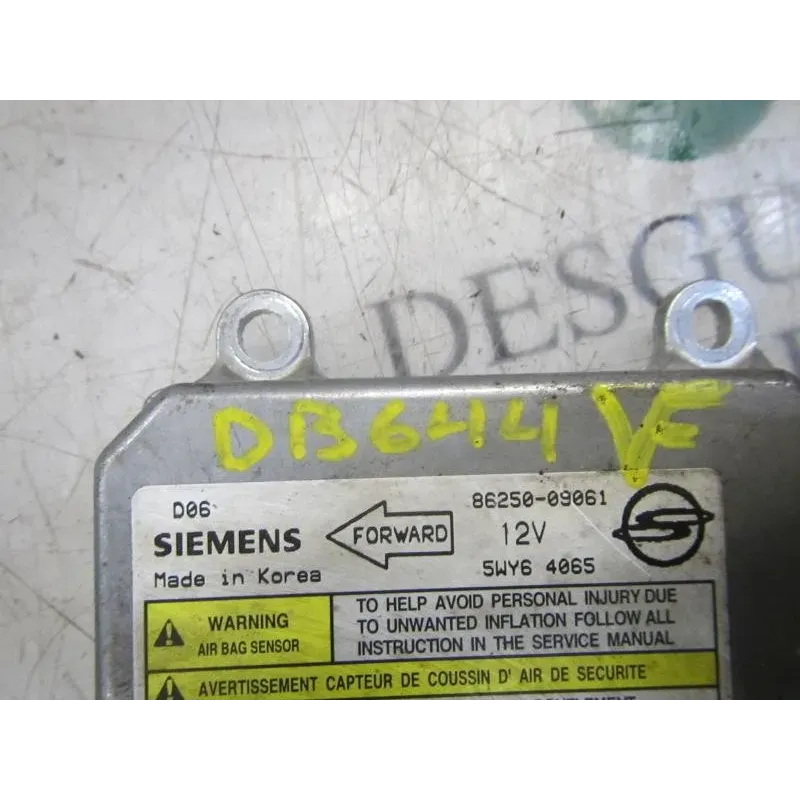 DESGU
DB644 VF
D06
86250-09061
SIEMENS
FORWARD
12V
Made in Korea
5WY6 4065
WARNING
AIR BAG SENSOR
TO HELP AVOID PERSONAL INJURY DUE
TO UNWANTED INFLATION FOLLOW ALL
INSTRUCTION IN THE SERVICE MANUAL
AVERTISSEMENT CAPTEUR DE COUSSIN D' AIR DE SECURITE